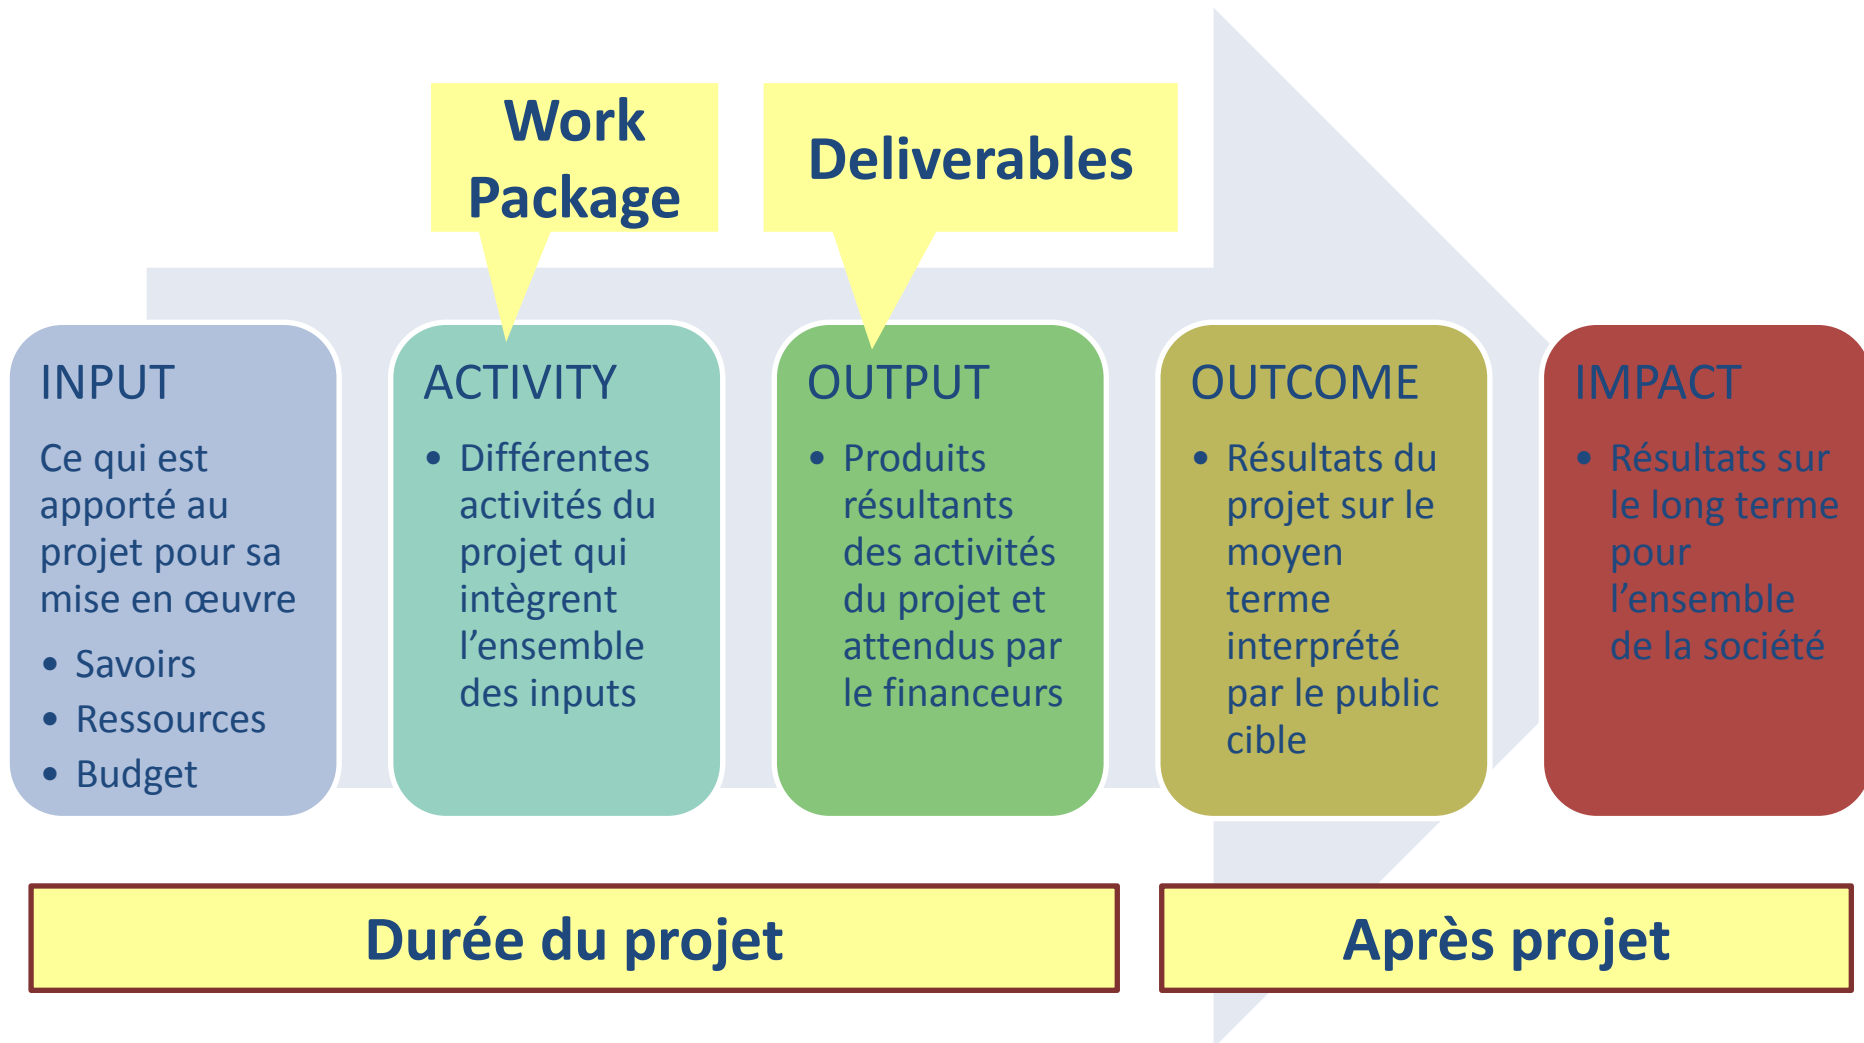 Work
Package
Deliverables
INPUT
Ce qui est
apporté au
projet pour sa
mise en œuvre
• Savoirs
• Ressources
• Budget
ACTIVITY
• Différentes
activités du
projet qui
intègrent
l’ensemble
des inputs
OUTPUT
• Produits
résultants
des activités
du projet et
attendus par
le financeurs
OUTCOME
• Résultats du
projet sur le
moyen
terme
interprété
par le public
cible
IMPACT
• Résultats sur
le long terme
pour
l’ensemble
de la société
Durée du projet
Après projet